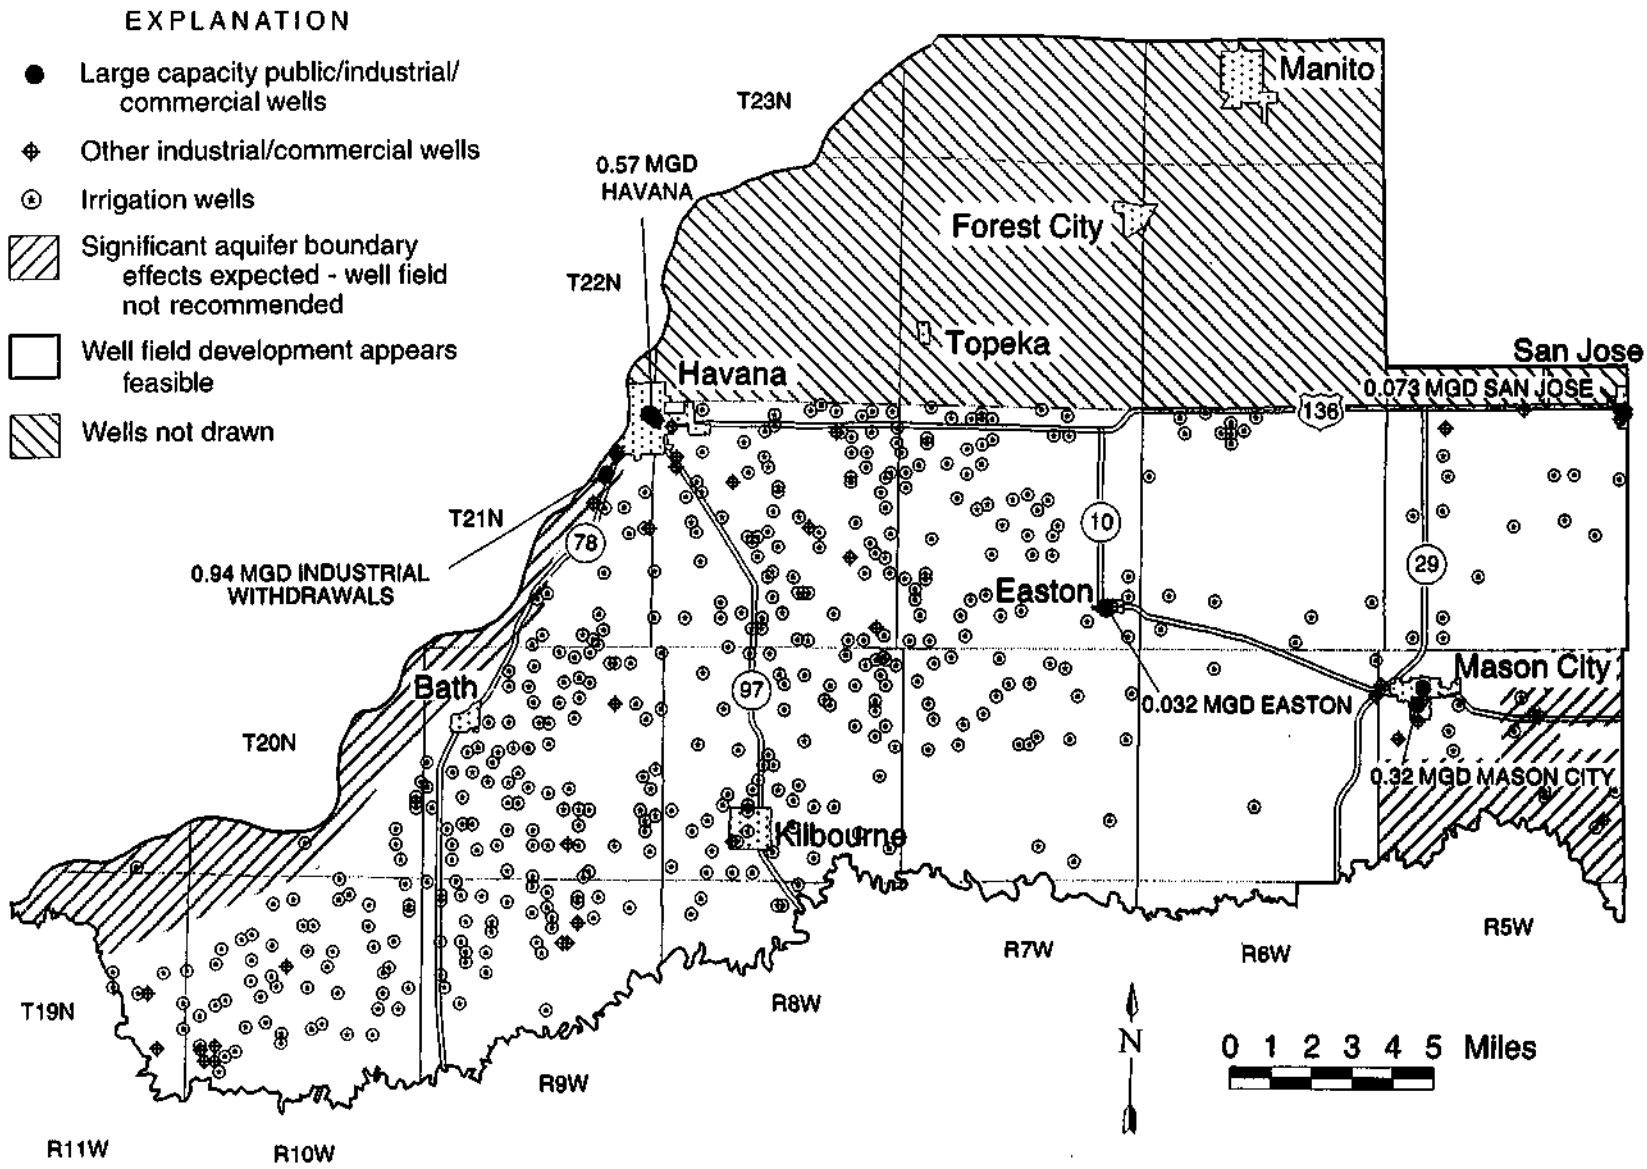 EXPLANATION
Large capacity public/industrial/
commercial wells
Other industrial/commercial wells
Irrigation wells
Significant aquifer boundary
effects expected - well field
not recommended
Well field development appears
feasible
Wells not drawn
T23N
Manito
0.57 MGD
HAVANA
Forest City
T22N
Topeka
San Jose
Havana
0.073 MGD SAN JOSE
136
T21N
10
78
29
0.94 MGD INDUSTRIAL
WITHDRAWALS
Easton
Mason City
Bath
97
0.032 MGD EASTON
T20N
0.32 MGD MASON CITY
Kilbourne
R5W
R7W
R6W
R8W
T19N
N
0 1 2 3 4 5 Miles
R9W
R11W
R10W